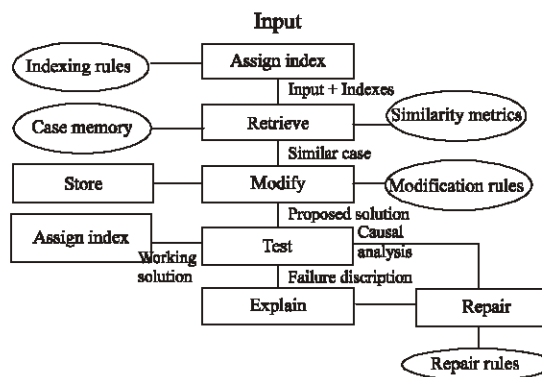 Input
Indexing rules
Assign index
Input + Indexes
Case memory
Retrieve
Similarity metrics
Similar case
Store
Modify
Modification rules
Proposed solution
Assign index
Working
solution
Test
Causal
analysis
Failure discription
Explain
Repair
Repair rules